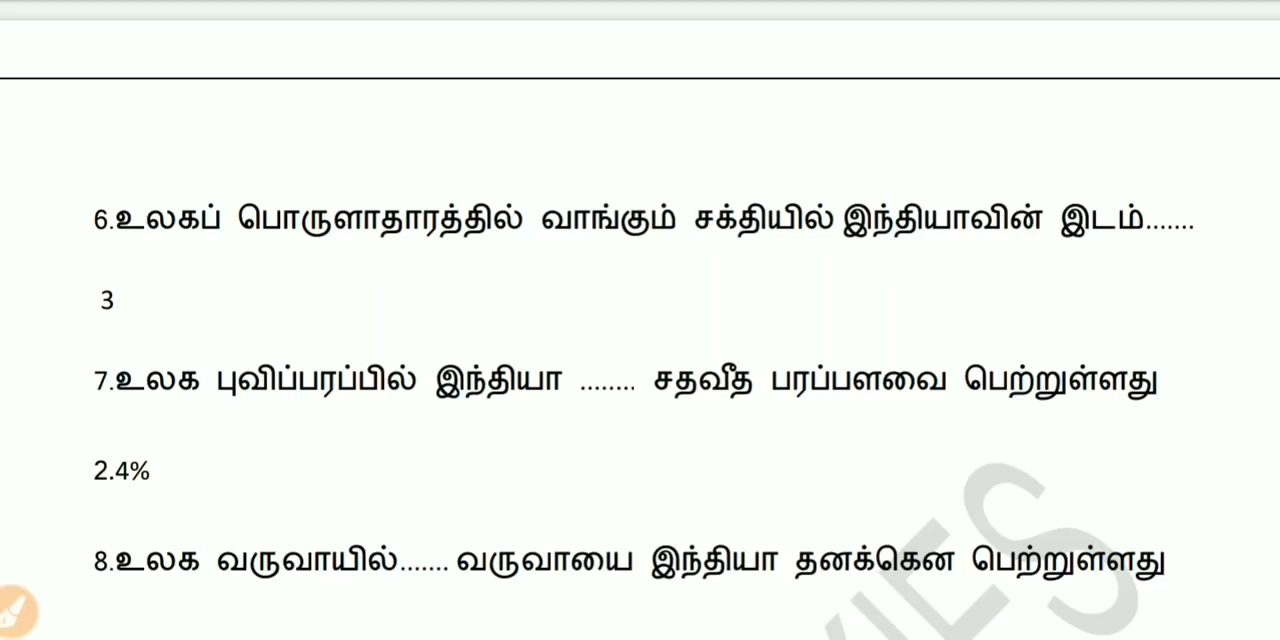 6.உலகப் பொருளாதாரத்தில் வாங்கும் சக்தியில் இந்தியாவின் இடம்.......
3
7.உலக புவிப்பரப்பில் இந்தியா ........ சதவீத பரப்பளவை பெற்றுள்ளது
2.4%
8.உலக வருவாயில்....... வருவாயை இந்தியா தனக்கென பெற்றுள்ளது